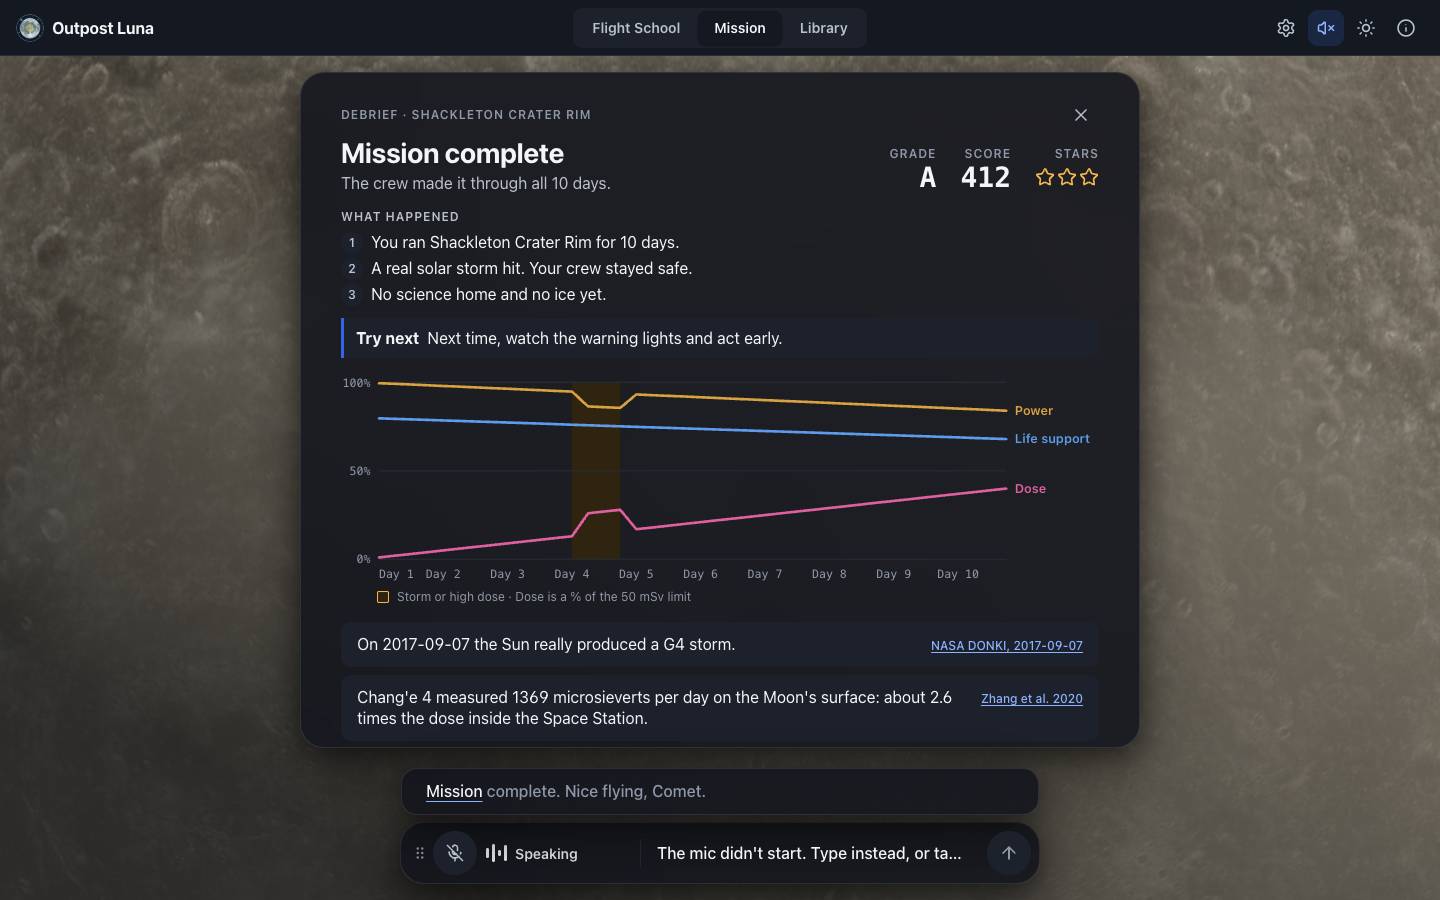 Outpost Luna
Flight School
Mission
Library
DEBRIEF · SHACKLETON CRATER RIM
Mission complete
The crew made it through all 10 days.
GRADE
A
SCORE
412
STARS
WHAT HAPPENED
1 You ran Shackleton Crater Rim for 10 days.
2 A real solar storm hit. Your crew stayed safe.
3 No science home and no ice yet.
Try next Next time, watch the warning lights and act early.
100%
50%
0%
Power
Life support
Dose
Day 1 Day 2 Day 3 Day 4 Day 5 Day 6 Day 7 Day 8 Day 9 Day 10
Storm or high dose · Dose is a % of the 50 mSv limit
On 2017-09-07 the Sun really produced a G4 storm.
NASA DONKI, 2017-09-07
Chang'e 4 measured 1369 microsieverts per day on the Moon's surface: about 2.6
times the dose inside the Space Station.
Zhang et al. 2020
Mission complete. Nice flying, Comet.
Speaking
The mic didn't start. Type instead, or ta...